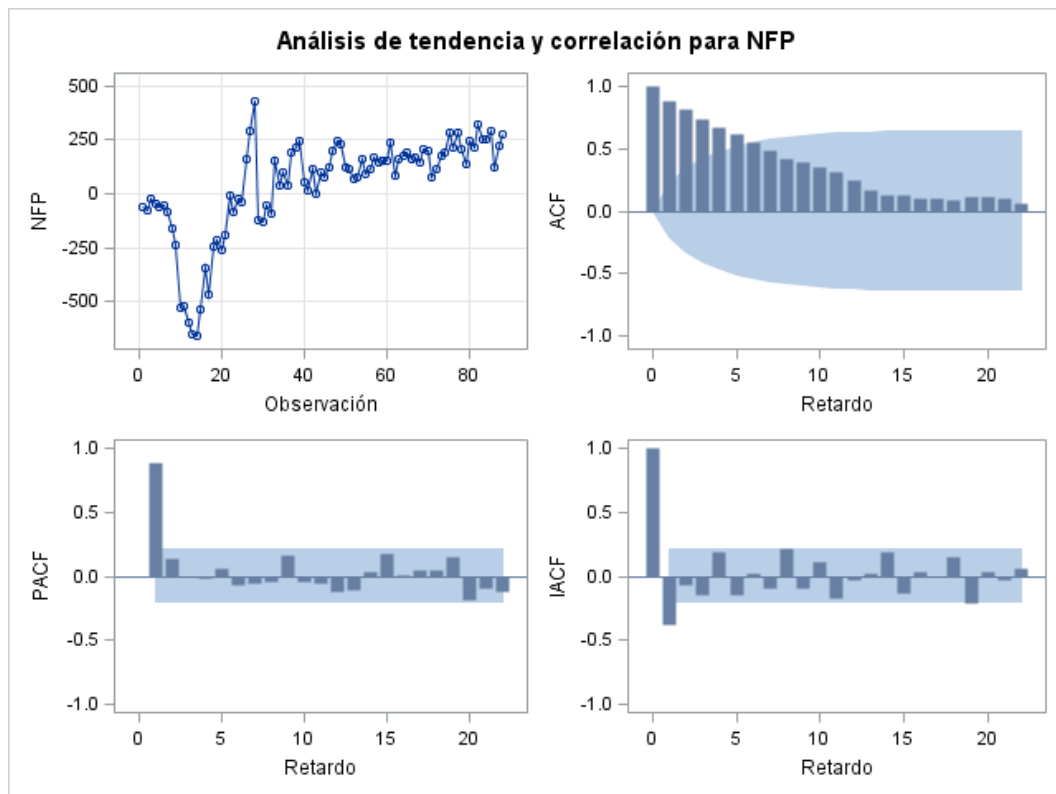 Análisis de tendencia y correlación para NFP
500
250
0
-250
-500
NFP
0 20 40 60 80
Observación
1.0
0.5
0.0
-0.5
-1.0
ACF
0 5 10 15 20
Retardo
1.0
0.5
0.0
-0.5
-1.0
PACF
0 5 10 15 20
Retardo
1.0
0.5
0.0
-0.5
-1.0
IACF
0 5 10 15 20
Retardo